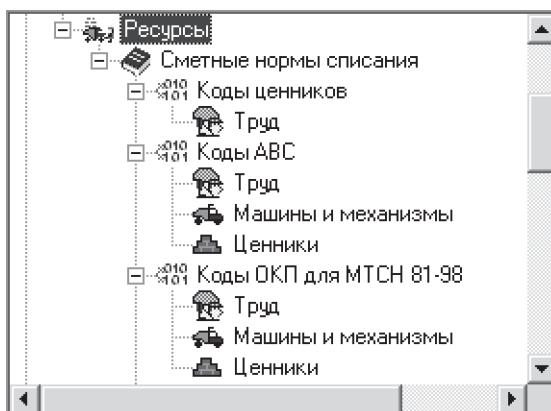 Ресурсы
Сметные нормы списания
Коды ценников
Труд
Коды АВС
Труд
Машины и механизмы
Ценники
Коды ОКП для МТСН 81-98
Труд
Машины и механизмы
Ценники